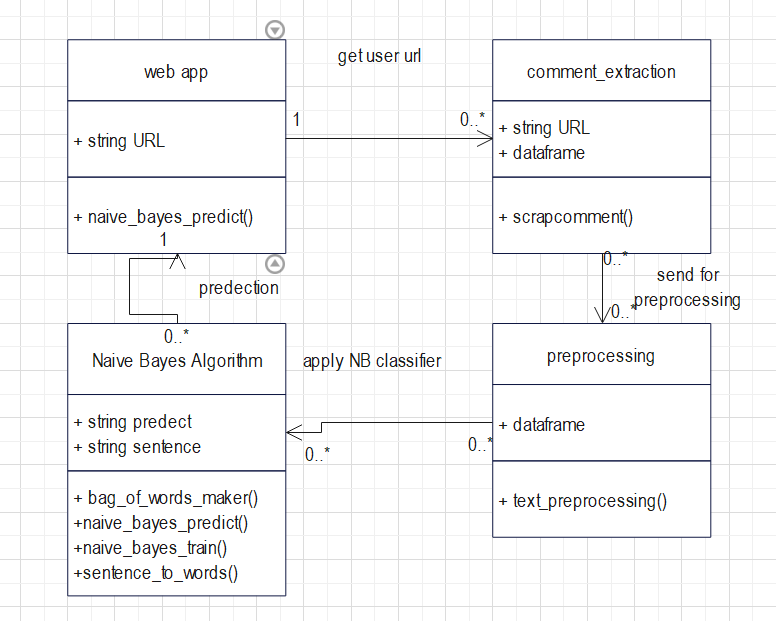 web app
+ string URL
+ naive_bayes_predict()
get user url
1
0..*
comment_extraction
+ string URL
+ dataframe
+ scrapcomment()
0..*
send for
preprocessing
0..*
preprocessing
+ dataframe
+ text_preprocessing()
0..*
apply NB classifier
0..*
Naive Bayes Algorithm
+ string predect
+ string sentence
+ bag_of_words_maker()
+naive_bayes_predict()
+naive_bayes_train()
+sentence_to_words()
0..*
predection
1